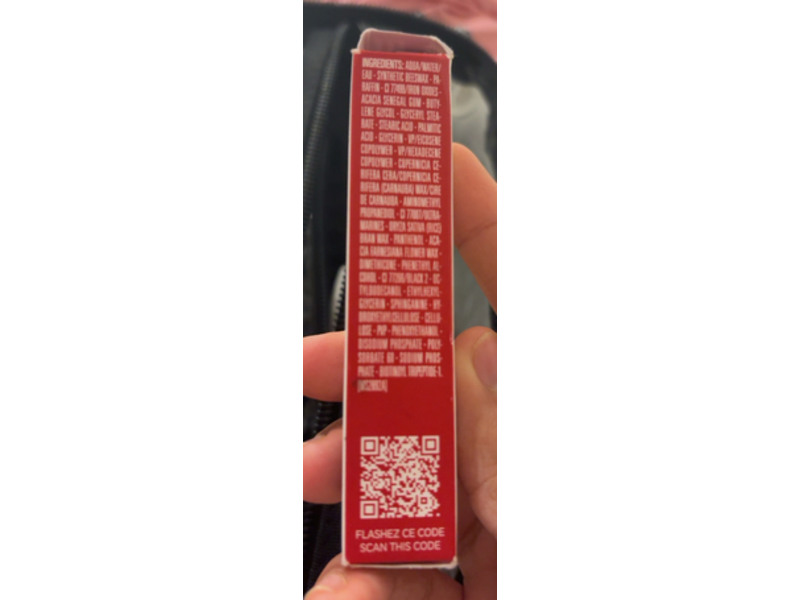 INGREDIENTS: AQUA/WATER/
EAU • SYNTHETIC BEESWAX • PA-
RAFFIN • CI 77499/IRON OXIDES •
ACACIA SENEGAL GUM • BUTY-
LENE GLYCOL • GLYCERYL STEA-
RATE • STEARIC ACID • PALMITIC
ACID • GLYCERIN • VP/EICOSENE
COPOLYMER • VP/HEXADECENE
COPOLYMER • COPERNICIA CE-
RIFERA CERA/COPERNICIA CE-
RIFERA (CARNAUBA) WAX/CIRE
DE CARNAUBA • AMINOMETHYL
PROPANEDIOL • CI 77007/ULTRA-
MARINES • ORYZA SATIVA (RICE)
BRAN WAX • PANTHENOL • ACA-
CIA FARNESIANA FLOWER WAX •
DIMETHICONE • PHENETHYL AL-
COHOL • CI 77266/BLACK 2 • OC-
TYLDODECANOL • ETHYLHEXYL-
GLYCERIN • SPHINGANINE • HY-
DROXYETHYLCELLULOSE • CELLU-
LOSE • PVP • PHENOXYETHANOL •
DISODIUM PHOSPHATE • POLY-
SORBATE 60 • SODIUM PHOS-
PHATE • BIOTINOYL TRIPEPTIDE-1.
FLASHEZ CE CODE
SCAN THIS CODE